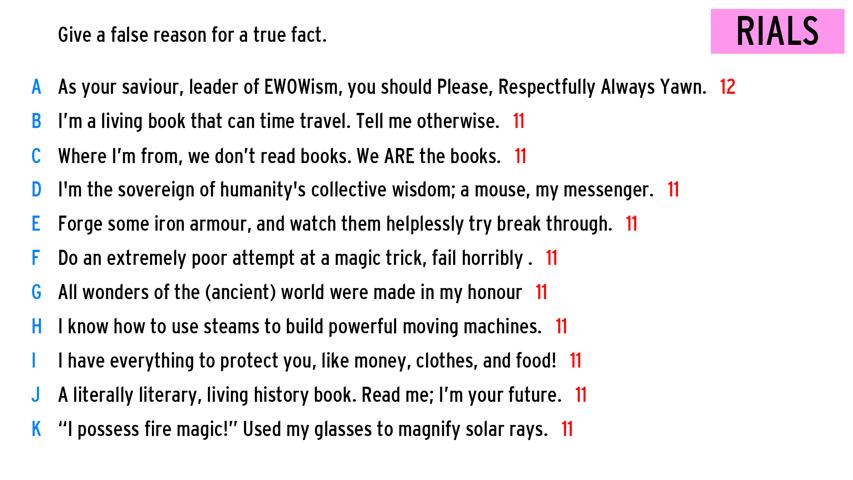 Give a false reason for a true fact.
RIALS
A As your saviour, leader of EWOWism, you should Please, Respectfully Always Yawn. 12
B I’m a living book that can time travel. Tell me otherwise. 11
C Where I’m from, we don’t read books. We ARE the books. 11
D I'm the sovereign of humanity's collective wisdom; a mouse, my messenger. 11
E Forge some iron armour, and watch them helplessly try break through. 11
F Do an extremely poor attempt at a magic trick, fail horribly . 11
G All wonders of the (ancient) world were made in my honour 11
H I know how to use steams to build powerful moving machines. 11
I I have everything to protect you, like money, clothes, and food! 11
J A literally literary, living history book. Read me; I’m your future. 11
K “I possess fire magic!” Used my glasses to magnify solar rays. 11